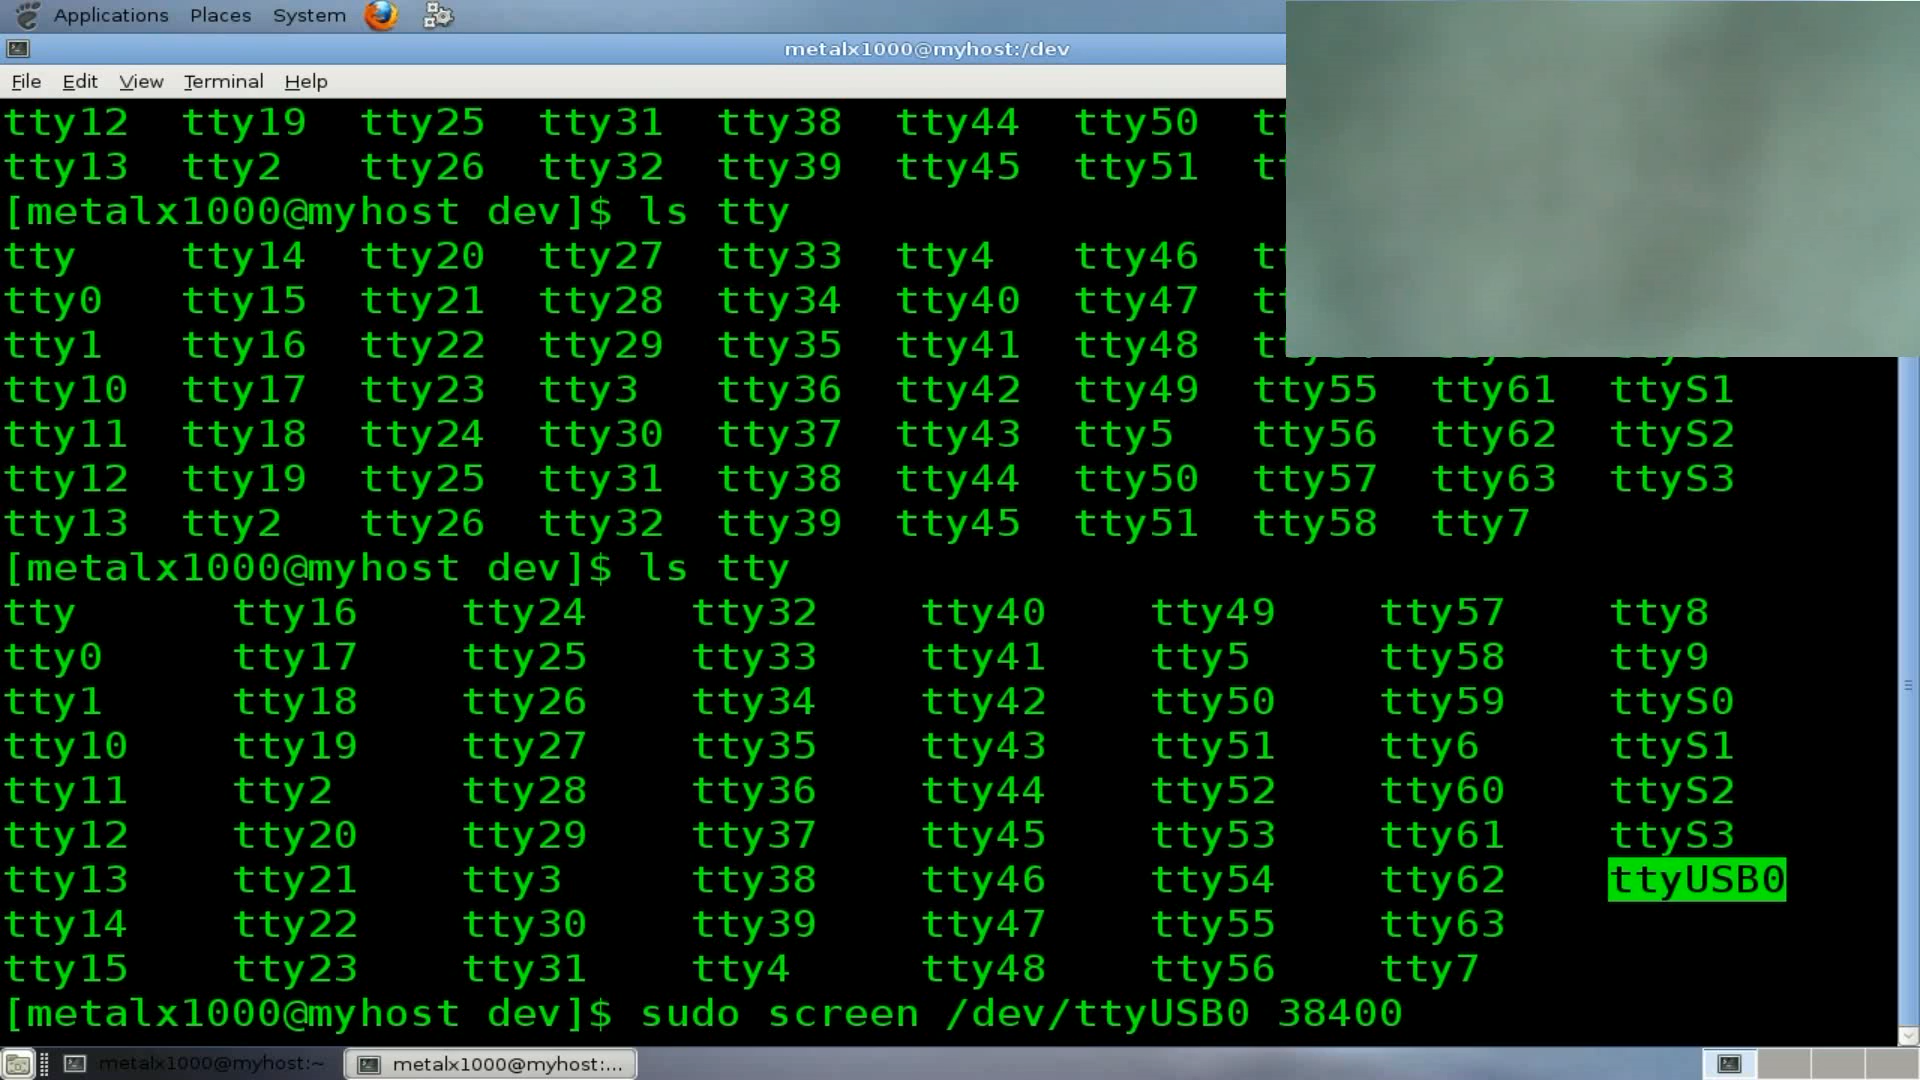 Applications Places System
metalx1000@myhost:/dev
File Edit View Terminal Help
tty12 tty19 tty25 tty31 tty38 tty44 tty50
tty13 tty2 tty26 tty32 tty39 tty45 tty51
[metalx1000@myhost dev]$ ls tty
tty tty14 tty20 tty27 tty33 tty4 tty46
tty0 tty15 tty21 tty28 tty34 tty40 tty47
tty1 tty16 tty22 tty29 tty35 tty41 tty48
tty10 tty17 tty23 tty3 tty36 tty42 tty49 tty55 tty61 ttyS1
tty11 tty18 tty24 tty30 tty37 tty43 tty5 tty56 tty62 ttyS2
tty12 tty19 tty25 tty31 tty38 tty44 tty50 tty57 tty63 ttyS3
tty13 tty2 tty26 tty32 tty39 tty45 tty51 tty58 tty7
[metalx1000@myhost dev]$ ls tty
tty tty16 tty24 tty32 tty40 tty49 tty57 tty8
tty0 tty17 tty25 tty33 tty41 tty5 tty58 tty9
tty1 tty18 tty26 tty34 tty42 tty50 tty59 ttyS0
tty10 tty19 tty27 tty35 tty43 tty51 tty6 ttyS1
tty11 tty2 tty28 tty36 tty44 tty52 tty60 ttyS2
tty12 tty20 tty29 tty37 tty45 tty53 tty61 ttyS3
tty13 tty21 tty3 tty38 tty46 tty54 tty62 ttyUSB0
tty14 tty22 tty30 tty39 tty47 tty55 tty63
tty15 tty23 tty31 tty4 tty48 tty56 tty7
[metalx1000@myhost dev]$ sudo screen /dev/ttyUSB0 38400
metalx1000@myhost:~ metalx1000@myhost:...